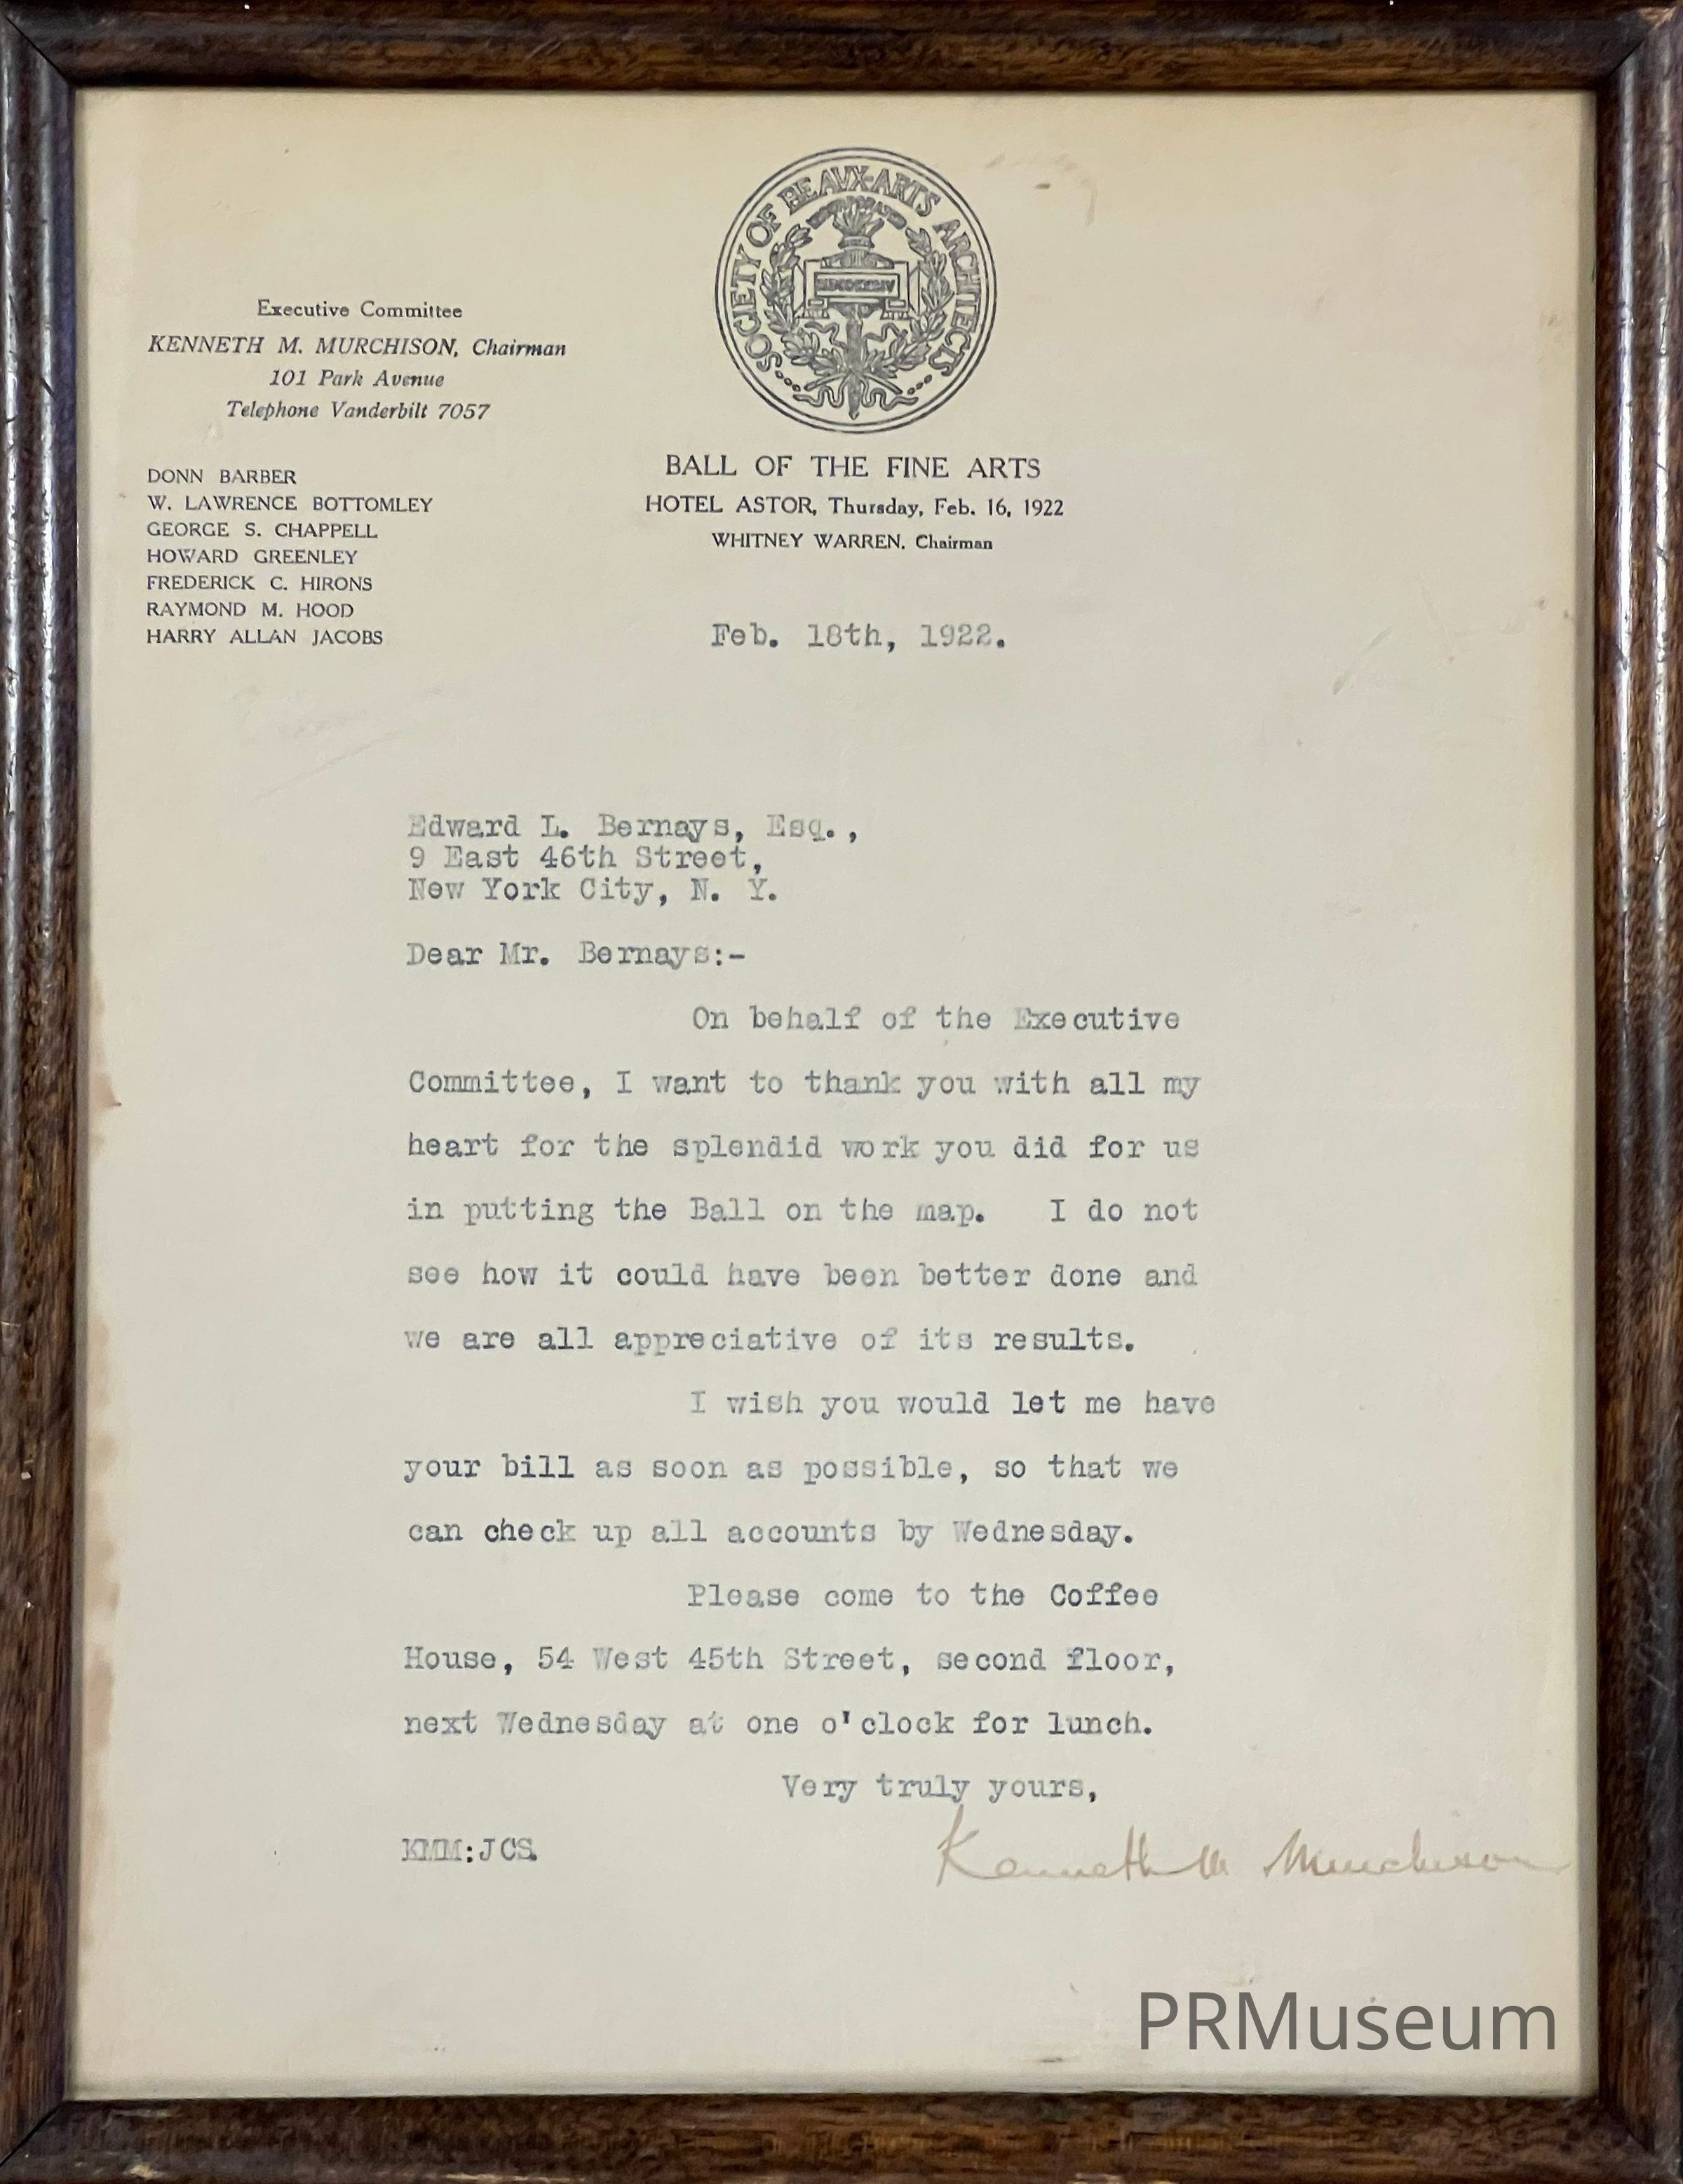 SOCIETY OF BEAVX-ARTS ARCHITECTS
INCORPORATED
Executive Committee
KENNETH M. MURCHISON, Chairman
101 Park Avenue
Telephone Vanderbilt 7057
DONN BARBER
W. LAWRENCE BOTTOMLEY
GEORGE S. CHAPPELL
HOWARD GREENLEY
FREDERICK C. HIRONS
RAYMOND M. HOOD
HARRY ALLAN JACOBS
BALL OF THE FINE ARTS
HOTEL ASTOR, Thursday, Feb. 16, 1922
WHITNEY WARREN, Chairman
Feb. 18th, 1922.
Edward L. Bernays, Esq.,
9 East 46th Street,
New York City, N. Y.
Dear Mr. Bernays:-
On behalf of the Executive
Committee, I want to thank you with all my
heart for the splendid work you did for us
in putting the Ball on the map. I do not
see how it could have been better done and
we are all appreciative of its results.
I wish you would let me have
your bill as soon as possible, so that we
can check up all accounts by Wednesday.
Please come to the Coffee
House, 54 West 45th Street, second floor,
next Wednesday at one o'clock for lunch.
Very truly yours,
KMM:JCS.
Kenneth M Murchison
PRMuseum